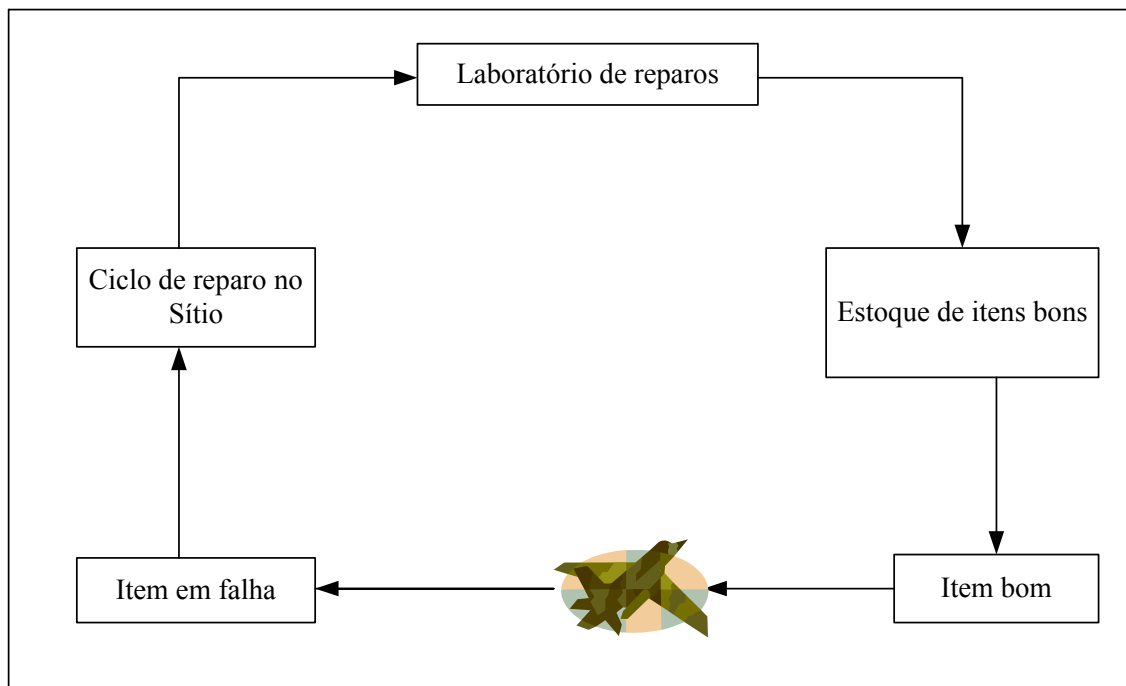 Laboratório de reparos
Ciclo de reparo no
Sítio
Estoque de itens bons
Item em falha
Item bom